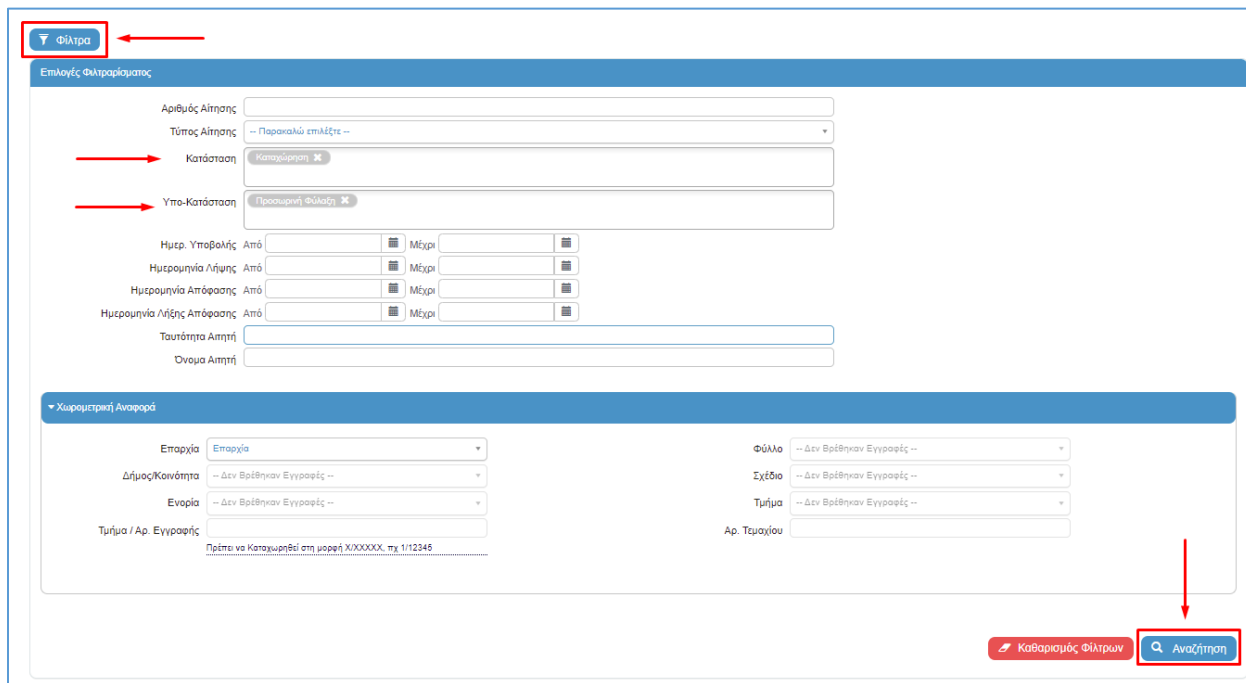 Φίλτρα
Επιλογές Φιλτραρίσματος
Αριθμός Αίτησης
Τύπος Αίτησης -- Παρακαλώ επιλέξτε --
Κατάσταση Καταχώρηση ✖
Υπο-Κατάσταση Προσωρινή Φύλαξη ✖
Ημερ. Υποβολής Από Μέχρι
Ημερομηνία Λήψης Από Μέχρι
Ημερομηνία Απόφασης Από Μέχρι
Ημερομηνία Λήξης Απόφασης Από Μέχρι
Ταυτότητα Αιτητή
Όνομα Αιτητή
Χωρομετρική Αναφορά
Επαρχία Επαρχία Φύλλο -- Δεν Βρέθηκαν Εγγραφές --
Δήμος/Κοινότητα -- Δεν Βρέθηκαν Εγγραφές -- Σχέδιο -- Δεν Βρέθηκαν Εγγραφές --
Ενορία -- Δεν Βρέθηκαν Εγγραφές -- Τμήμα -- Δεν Βρέθηκαν Εγγραφές --
Τμήμα / Αρ. Εγγραφής Αρ. Τεμαχίου
Πρέπει να Καταχωρηθεί στη μορφή Χ/ΧΧΧΧΧ, πχ 1/12345
Καθαρισμός Φίλτρων Αναζήτηση